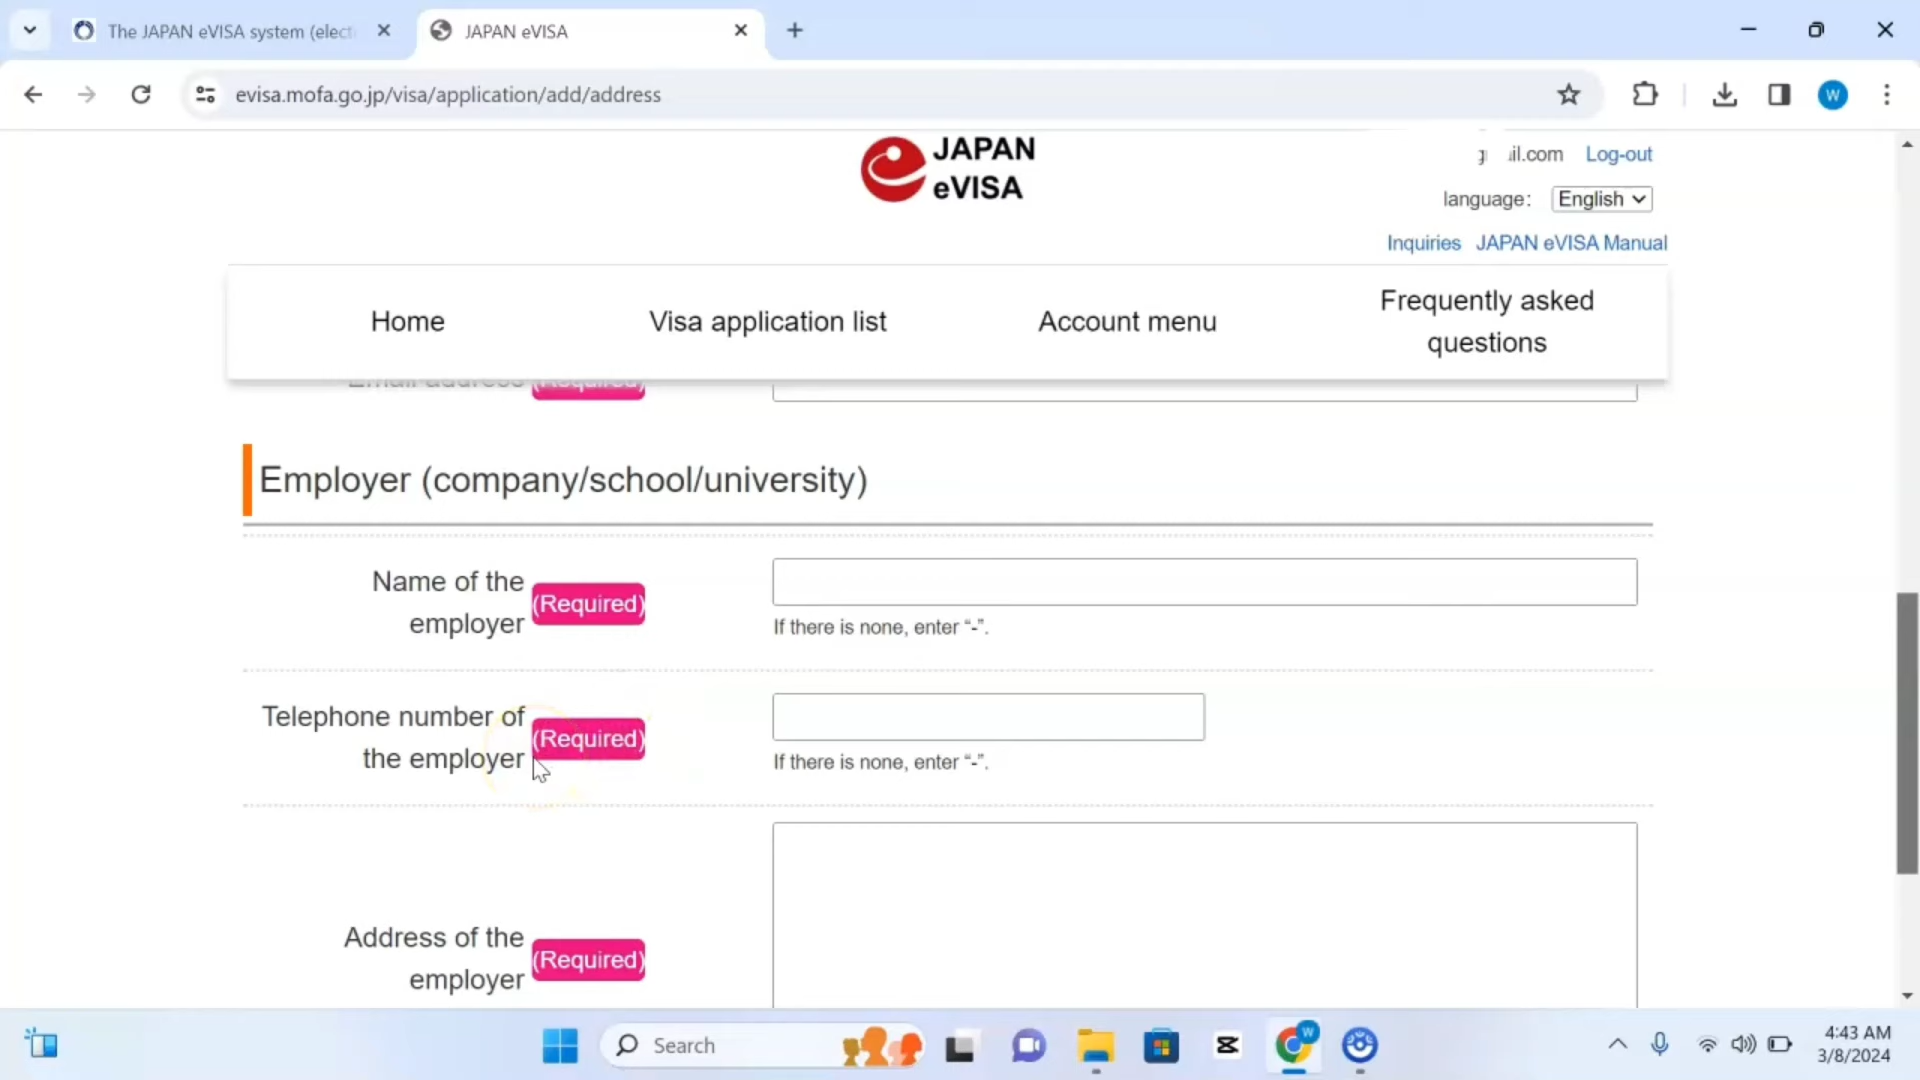 The JAPAN eVISA system (elect
JAPAN eVISA
evisa.mofa.go.jp/visa/application/add/address
W
JAPAN
eVISA
il.com Log-out
language: English
Inquiries JAPAN eVISA Manual
Home
Visa application list
Account menu
Frequently asked
questions
Email address (Required)
Employer (company/school/university)
Name of the
employer
(Required)
If there is none, enter “-”.
Telephone number of
the employer
(Required)
If there is none, enter “-”.
Address of the
employer
(Required)
Search
W
4:43 AM
3/8/2024